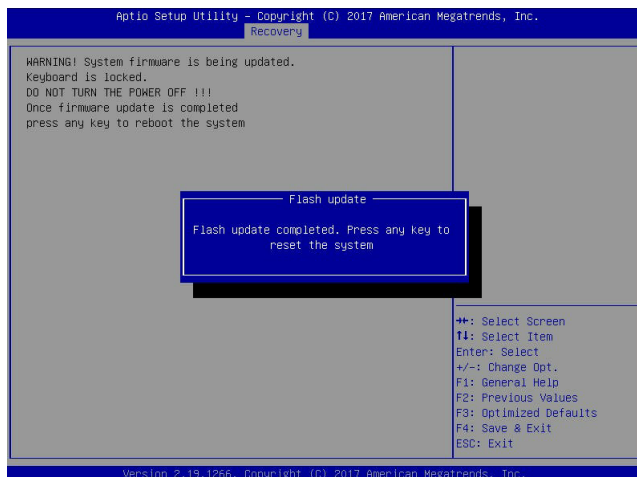 Aptio Setup Utility – Copyright (C) 2017 American Megatrends, Inc.
Recovery
WARNING! System firmware is being updated.
Keyboard is locked.
DO NOT TURN THE POWER OFF !!!
Once firmware update is completed
press any key to reboot the system
Flash update
Flash update completed. Press any key to
reset the system
→←: Select Screen
↑↓: Select Item
Enter: Select
+/-: Change Opt.
F1: General Help
F2: Previous Values
F3: Optimized Defaults
F4: Save & Exit
ESC: Exit
Version 2.19.1266. Copyright (C) 2017 American Megatrends, Inc.